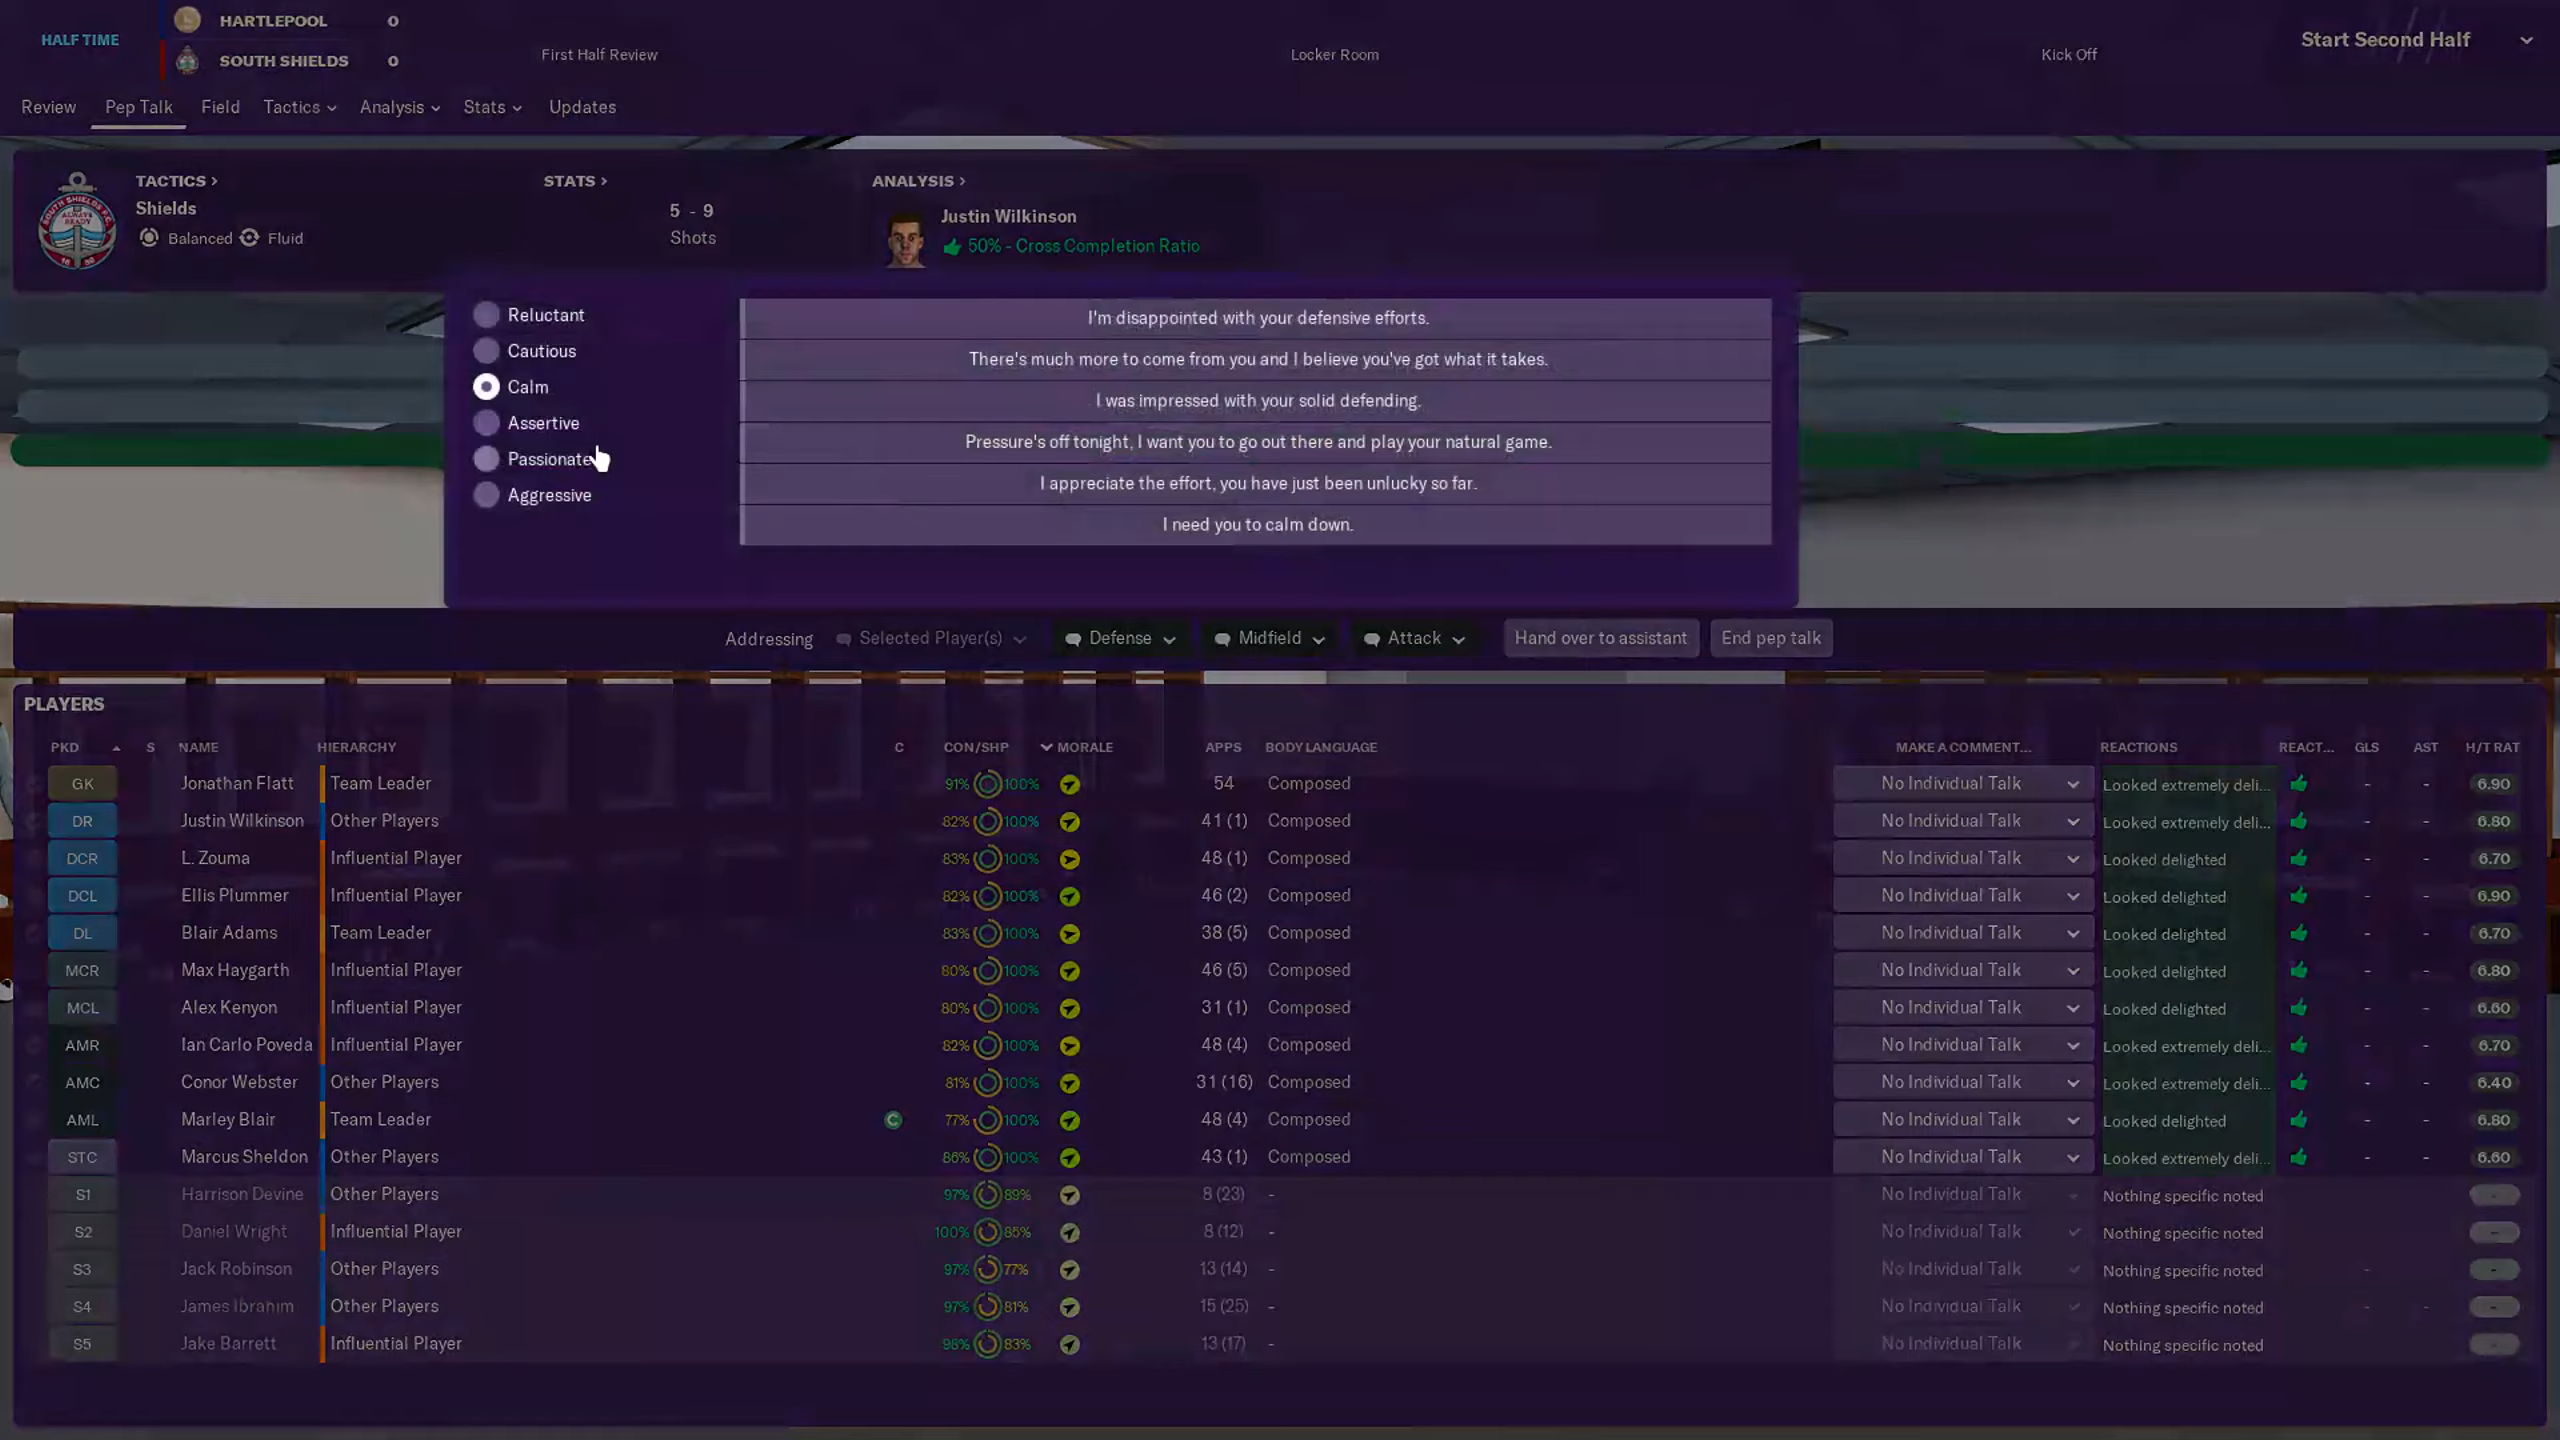 HALF TIME
HARTLEPOOL 0
SOUTH SHIELDS 0
First Half Review
Locker Room
Kick Off
Start Second Half
Review Pep Talk Field Tactics Analysis Stats Updates
TACTICS >
Shields
Balanced Fluid
STATS >
5 - 9
Shots
ANALYSIS >
Justin Wilkinson
50% - Cross Completion Ratio
Reluctant
Cautious
Calm
Assertive
Passionate
Aggressive
I'm disappointed with your defensive efforts.
There's much more to come from you and I believe you've got what it takes.
I was impressed with your solid defending.
Pressure's off tonight, I want you to go out there and play your natural game.
I appreciate the effort, you have just been unlucky so far.
I need you to calm down.
Addressing Selected Player(s) Defense Midfield Attack Hand over to assistant End pep talk
PLAYERS
PKD S NAME HIERARCHY C CON/SHP MORALE APPS BODY LANGUAGE MAKE A COMMENT... REACTIONS REACT... GLS AST H/T RAT
GK Jonathan Flatt Team Leader 91% 100% 54 Composed No Individual Talk Looked extremely deli... - - 6.90
DR Justin Wilkinson Other Players 82% 100% 41 (1) Composed No Individual Talk Looked extremely deli... - - 6.80
DCR L. Zouma Influential Player 83% 100% 48 (1) Composed No Individual Talk Looked delighted - - 6.70
DCL Ellis Plummer Influential Player 82% 100% 46 (2) Composed No Individual Talk Looked delighted - - 6.90
DL Blair Adams Team Leader 83% 100% 38 (5) Composed No Individual Talk Looked delighted - - 6.70
MCR Max Haygarth Influential Player 80% 100% 46 (5) Composed No Individual Talk Looked delighted - - 6.80
MCL Alex Kenyon Influential Player 80% 100% 31 (1) Composed No Individual Talk Looked delighted - - 6.60
AMR Ian Carlo Poveda Influential Player 82% 100% 48 (4) Composed No Individual Talk Looked extremely deli... - - 6.70
AMC Conor Webster Other Players 81% 100% 31 (16) Composed No Individual Talk Looked extremely deli... - - 6.40
AML Marley Blair Team Leader C 77% 100% 48 (4) Composed No Individual Talk Looked delighted - - 6.80
STC Marcus Sheldon Other Players 86% 100% 43 (1) Composed No Individual Talk Looked extremely deli... - - 6.60
S1 Harrison Devine Other Players 97% 89% 8 (23) - No Individual Talk Nothing specific noted -
S2 Daniel Wright Influential Player 100% 85% 8 (12) - No Individual Talk Nothing specific noted -
S3 Jack Robinson Other Players 97% 77% 13 (14) - No Individual Talk Nothing specific noted - -
S4 James Ibrahim Other Players 97% 81% 15 (25) - No Individual Talk Nothing specific noted - - -
S5 Jake Barrett Influential Player 98% 83% 13 (17) - No Individual Talk Nothing specific noted -